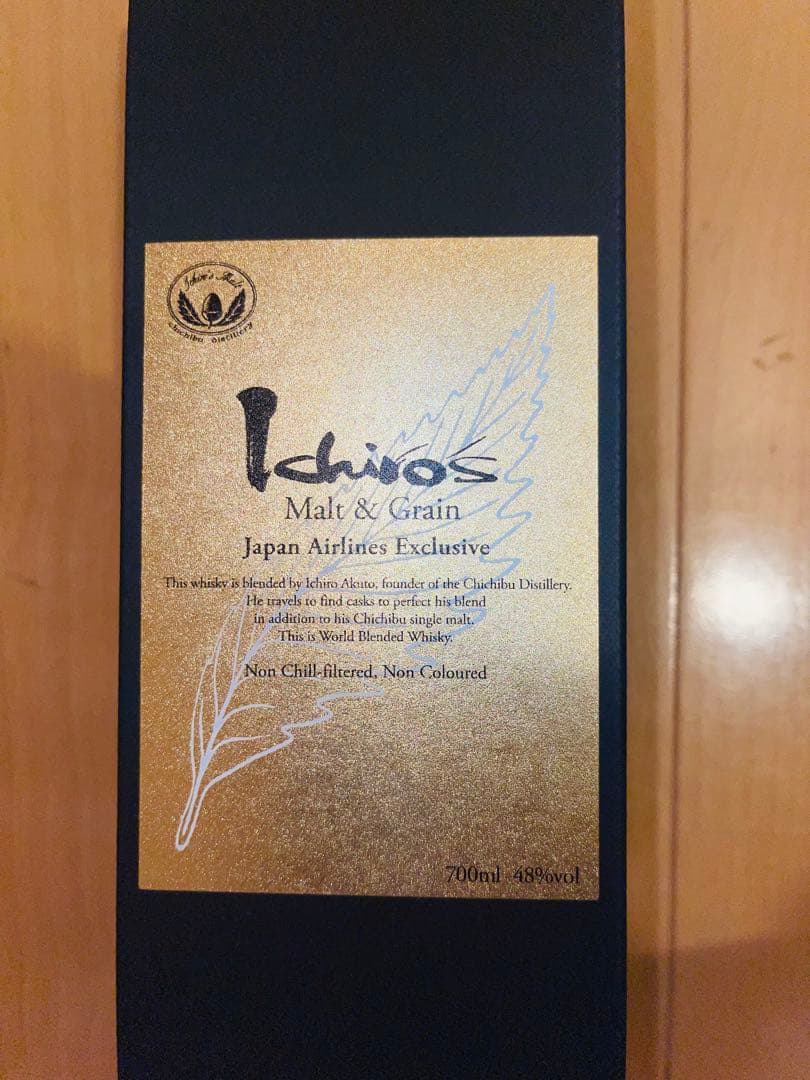 Ichiro's Malt
Chichibu Distillery
Ichiro's
Malt & Grain
Japan Airlines Exclusive
This whisky is blended by Ichiro Akuto, founder of the Chichibu Distillery.
He travels to find casks to perfect his blend
in addition to his Chichibu single malt.
This is World Blended Whisky.
Non Chill-filtered, Non Coloured
700ml 48%vol